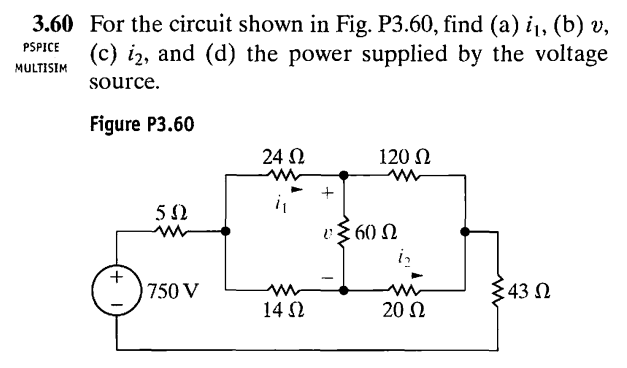 3.60 For the circuit shown in Fig. P3.60, find (a) i₁, (b) v,
PSPICE (c) i₂, and (d) the power supplied by the voltage
MULTISIM source.
Figure P3.60
24 Ω 120 Ω
i₁ +
5 Ω
v 60 Ω
i₂
+ 750 V −
−
14 Ω 20 Ω
43 Ω